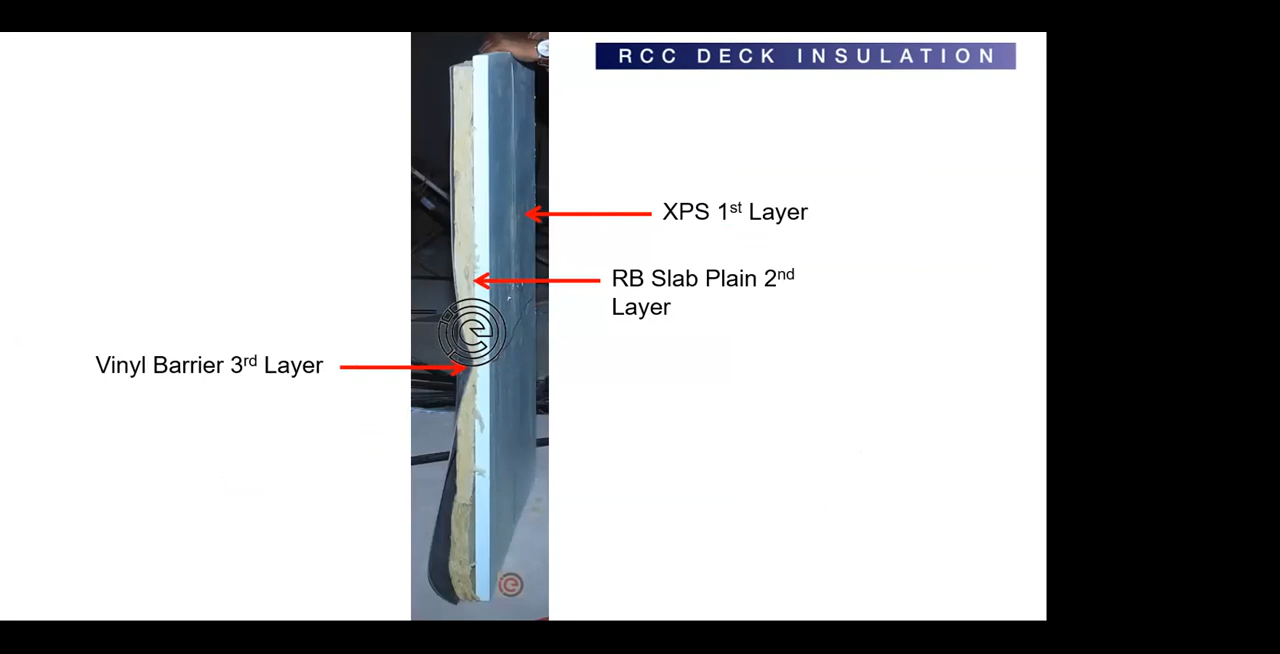 RCC DECK INSULATION
XPS 1st Layer
RB Slab Plain 2nd
Layer
Vinyl Barrier 3rd Layer